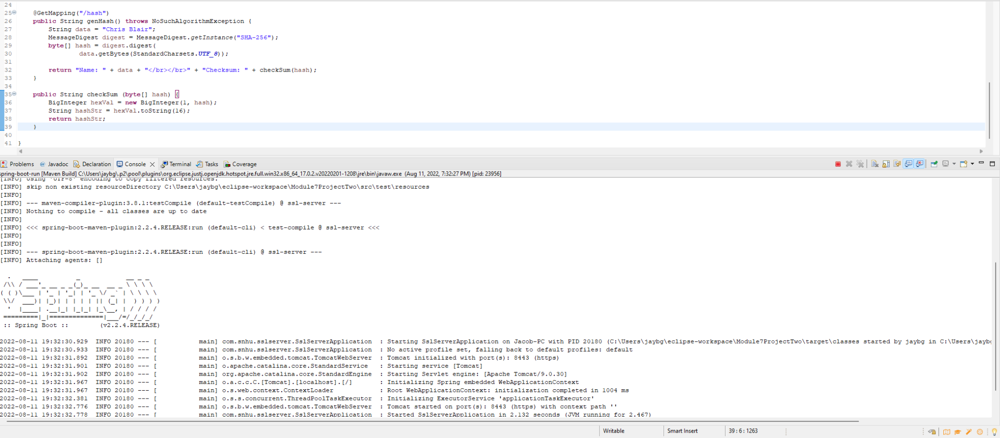 24
25 @GetMapping("/hash")
26 public String genHash() throws NoSuchAlgorithmException {
27 String data = "Chris Blair";
28 MessageDigest digest = MessageDigest.getInstance("SHA-256");
29 byte[] hash = digest.digest(
30 data.getBytes(StandardCharsets.UTF_8));
31
32 return "Name: " + data + "</br></br>" + "Checksum: " + checkSum(hash);
33 }
34
35 public String checkSum (byte[] hash) {
36 BigInteger hexVal = new BigInteger(1, hash);
37 String hashStr = hexVal.toString(16);
38 return hashStr;
39 }
40
41 }
Problems @ Javadoc Declaration Console Terminal Tasks Coverage
spring-boot-run [Maven Build] C:\Users\jaybg\.p2\pool\plugins\org.eclipse.justj.openjdk.hotspot.jre.full.win32.x86_64_17.0.2.v20220201-1208\jre\bin\javaw.exe (Aug 11, 2022, 7:32:27 PM) [pid: 23956]
[INFO] Using 'UTF-8' encoding to copy filtered resources.
[INFO] skip non existing resourceDirectory C:\Users\jaybg\eclipse-workspace\Module7ProjectTwo\src\test\resources
[INFO]
[INFO] --- maven-compiler-plugin:3.8.1:testCompile (default-testCompile) @ ssl-server ---
[INFO] Nothing to compile - all classes are up to date
[INFO]
[INFO] <<< spring-boot-maven-plugin:2.2.4.RELEASE:run (default-cli) < test-compile @ ssl-server <<<
[INFO]
[INFO]
[INFO] --- spring-boot-maven-plugin:2.2.4.RELEASE:run (default-cli) @ ssl-server ---
[INFO] Attaching agents: []
Spring
:: Spring Boot :: (v2.2.4.RELEASE)
2022-08-11 19:32:30.929 INFO 20180 --- [ main] com.snhu.sslserver.SslServerApplication : Starting SslServerApplication on Jacob-PC with PID 20180 (C:\Users\jaybg\eclipse-workspace\Module7ProjectTwo\target\classes started by jaybg in C:\Users\jaybg
2022-08-11 19:32:30.933 INFO 20180 --- [ main] com.snhu.sslserver.SslServerApplication : No active profile set, falling back to default profiles: default
2022-08-11 19:32:31.892 INFO 20180 --- [ main] o.s.b.w.embedded.tomcat.TomcatWebServer : Tomcat initialized with port(s): 8443 (https)
2022-08-11 19:32:31.901 INFO 20180 --- [ main] o.apache.catalina.core.StandardService : Starting service [Tomcat]
2022-08-11 19:32:31.902 INFO 20180 --- [ main] org.apache.catalina.core.StandardEngine : Starting Servlet engine: [Apache Tomcat/9.0.30]
2022-08-11 19:32:31.967 INFO 20180 --- [ main] o.a.c.c.C.[Tomcat].[localhost].[/] : Initializing Spring embedded WebApplicationContext
2022-08-11 19:32:31.967 INFO 20180 --- [ main] o.s.web.context.ContextLoader : Root WebApplicationContext: initialization completed in 1004 ms
2022-08-11 19:32:32.381 INFO 20180 --- [ main] o.s.s.concurrent.ThreadPoolTaskExecutor : Initializing ExecutorService 'applicationTaskExecutor'
2022-08-11 19:32:32.776 INFO 20180 --- [ main] o.s.b.w.embedded.tomcat.TomcatWebServer : Tomcat started on port(s): 8443 (https) with context path ''
2022-08-11 19:32:32.778 INFO 20180 --- [ main] com.snhu.sslserver.SslServerApplication : Started SslServerApplication in 2.132 seconds (JVM running for 2.467)
Writable Smart Insert 39 : 6 : 1263